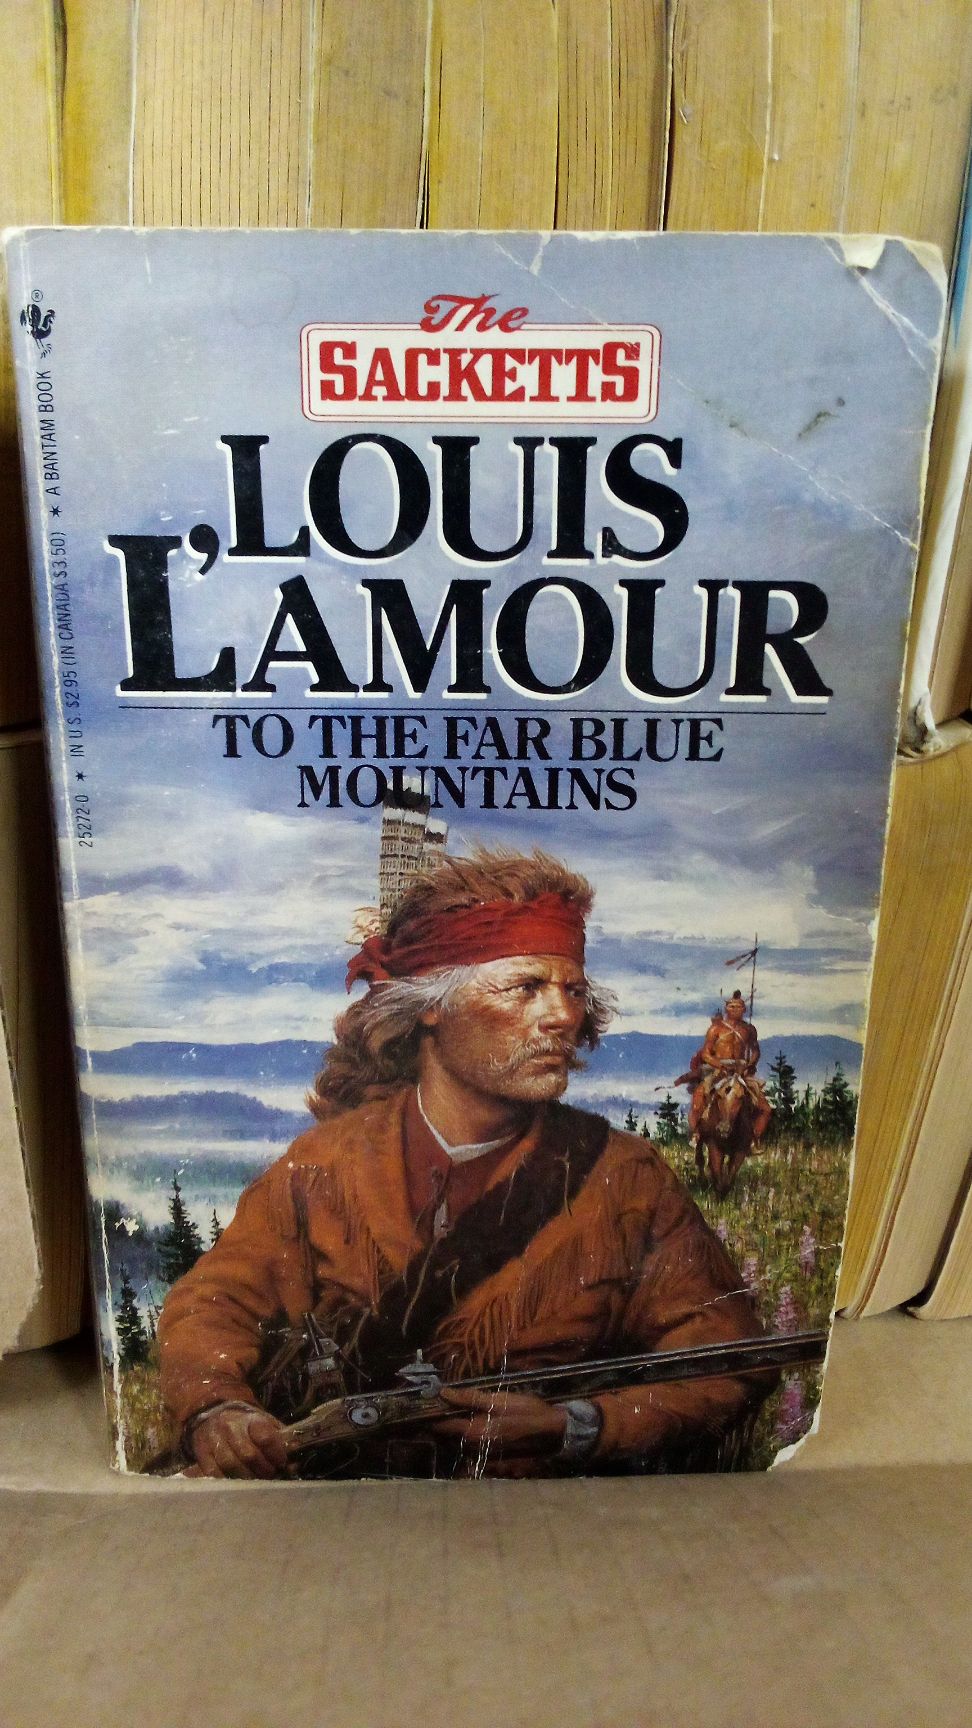 The
SACKETTS
LOUIS
L'AMOUR
TO THE FAR BLUE
MOUNTAINS
25272-0 ★ IN U.S. $2.95 (IN CANADA $3.50) ★ A BANTAM BOOK ®